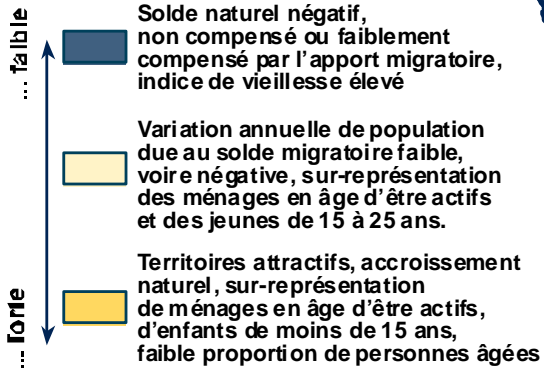 ... faible
Solde naturel négatif,
non compensé ou faiblement
compensé par l'apport migratoire,
indice de vieillesse élevé
Variation annuelle de population
due au solde migratoire faible,
voire négative, sur-représentation
des ménages en âge d'être actifs
et des jeunes de 15 à 25 ans.
Territoires attractifs, accroissement
naturel, sur-représentation
de ménages en âge d'être actifs,
d'enfants de moins de 15 ans,
faible proportion de personnes âgées
... forte